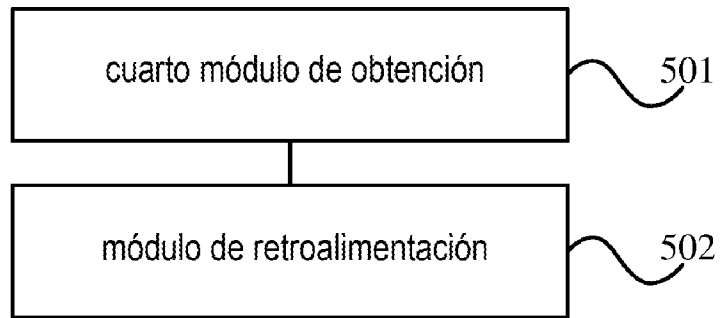 cuarto módulo de obtención
501
módulo de retroalimentación
502